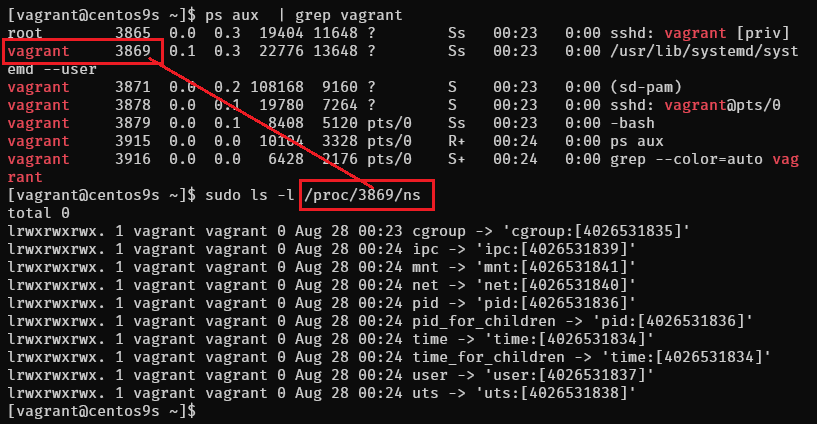 [vagrant@centos9s ~]$ ps aux  | grep vagrant
root        3865  0.0  0.3  19404 11648 ?        Ss   00:23   0:00 sshd: vagrant [priv]
vagrant     3869  0.1  0.3  22776 13648 ?        Ss   00:23   0:00 /usr/lib/systemd/syst
emd --user
vagrant     3871  0.0  0.2 108168  9160 ?        S    00:23   0:00 (sd-pam)
vagrant     3878  0.0  0.1  19780  7264 ?        S    00:23   0:00 sshd: vagrant@pts/0
vagrant     3879  0.0  0.1   8408  5120 pts/0    Ss   00:23   0:00 -bash
vagrant     3915  0.0  0.0  10104  3328 pts/0    R+   00:24   0:00 ps aux
vagrant     3916  0.0  0.0   6428  2176 pts/0    S+   00:24   0:00 grep --color=auto vag
rant
[vagrant@centos9s ~]$ sudo ls -l /proc/3869/ns
total 0
lrwxrwxrwx. 1 vagrant vagrant 0 Aug 28 00:23 cgroup -> 'cgroup:[4026531835]'
lrwxrwxrwx. 1 vagrant vagrant 0 Aug 28 00:24 ipc -> 'ipc:[4026531839]'
lrwxrwxrwx. 1 vagrant vagrant 0 Aug 28 00:24 mnt -> 'mnt:[4026531841]'
lrwxrwxrwx. 1 vagrant vagrant 0 Aug 28 00:24 net -> 'net:[4026531840]'
lrwxrwxrwx. 1 vagrant vagrant 0 Aug 28 00:24 pid -> 'pid:[4026531836]'
lrwxrwxrwx. 1 vagrant vagrant 0 Aug 28 00:24 pid_for_children -> 'pid:[4026531836]'
lrwxrwxrwx. 1 vagrant vagrant 0 Aug 28 00:24 time -> 'time:[4026531834]'
lrwxrwxrwx. 1 vagrant vagrant 0 Aug 28 00:24 time_for_children -> 'time:[4026531834]'
lrwxrwxrwx. 1 vagrant vagrant 0 Aug 28 00:24 user -> 'user:[4026531837]'
lrwxrwxrwx. 1 vagrant vagrant 0 Aug 28 00:24 uts -> 'uts:[4026531838]'
[vagrant@centos9s ~]$